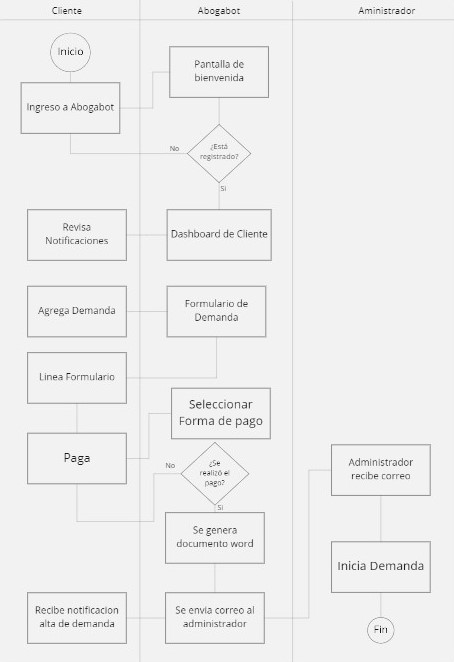 Cliente
Abogabot
Aministrador
Inicio
Pantalla de
bienvenida
Ingreso a Abogabot
¿Está
registrado?
No
Si
Revisa
Notificaciones
Dashboard de Cliente
Agrega Demanda
Formulario de
Demanda
Linea Formulario
Seleccionar
Forma de pago
Paga
¿Se
realizó el
pago?
No
Si
Administrador
recibe correo
Se genera
documento word
Inicia Demanda
Recibe notificacion
alta de demanda
Se envia correo al
administrador
Fin